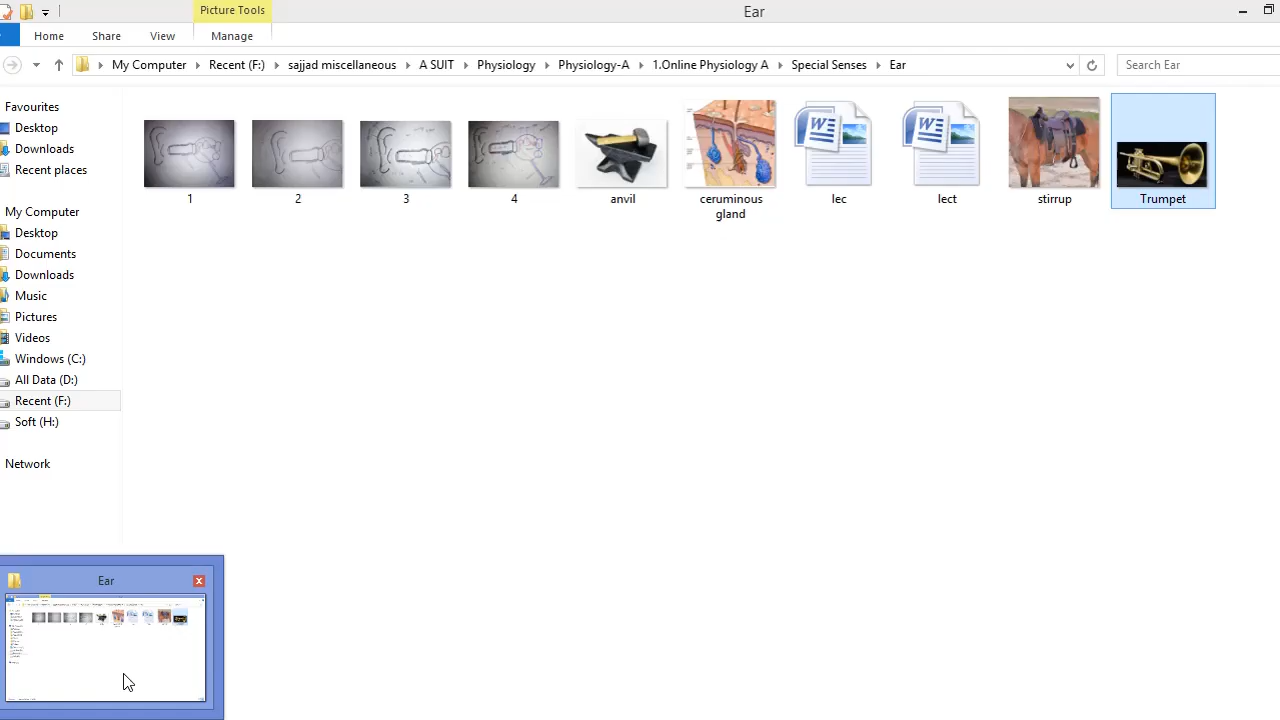 Picture Tools
Ear
Home Share View Manage
My Computer Recent (F:) sajjad miscellaneous A SUIT Physiology Physiology-A 1.Online Physiology A Special Senses Ear
Search Ear
Favourites
Desktop
Downloads
Recent places
My Computer
Desktop
Documents
Downloads
Music
Pictures
Videos
Windows (C:)
All Data (D:)
Recent (F:)
Soft (H:)
Network
1 2 3 4 anvil ceruminous lec lect stirrup Trumpet
gland
Ear